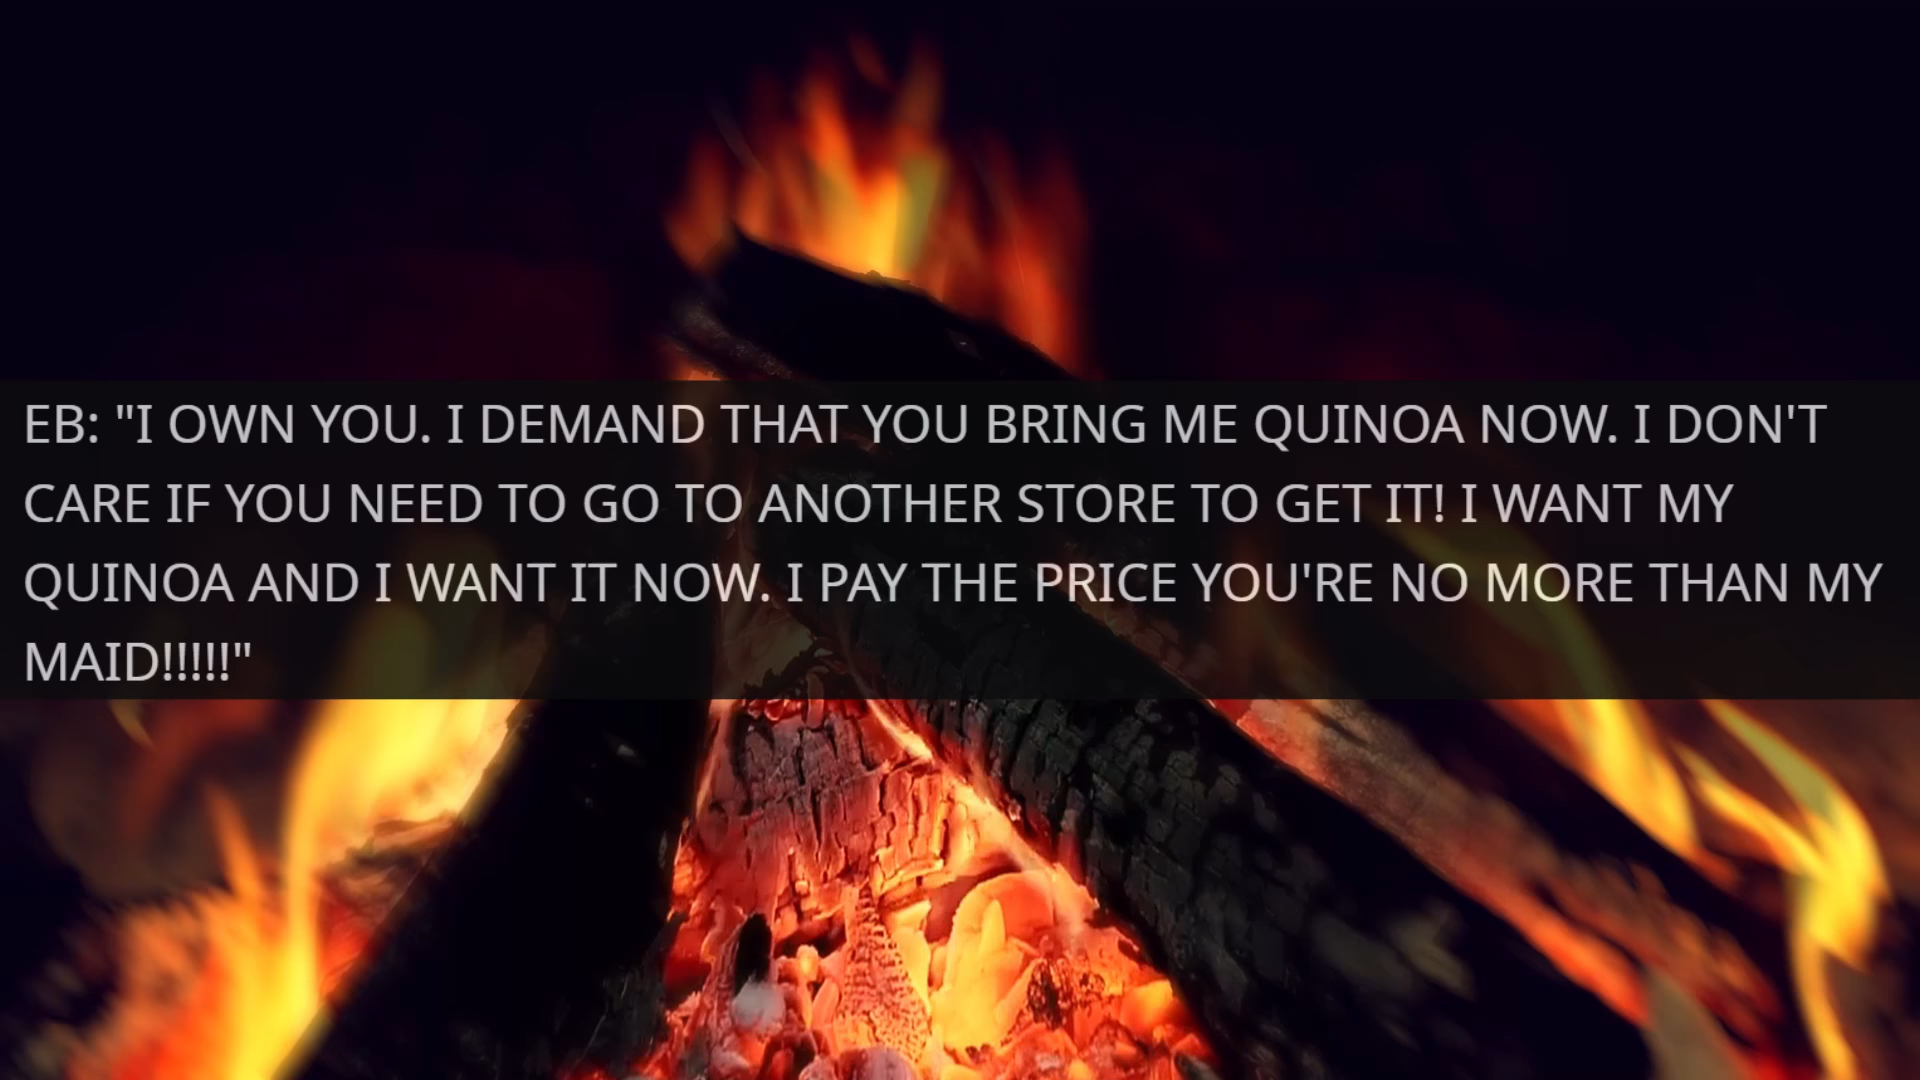 EB: "I OWN YOU. I DEMAND THAT YOU BRING ME QUINOA NOW. I DON'T
CARE IF YOU NEED TO GO TO ANOTHER STORE TO GET IT! I WANT MY
QUINOA AND I WANT IT NOW. I PAY THE PRICE YOU'RE NO MORE THAN MY
MAID!!!!!"